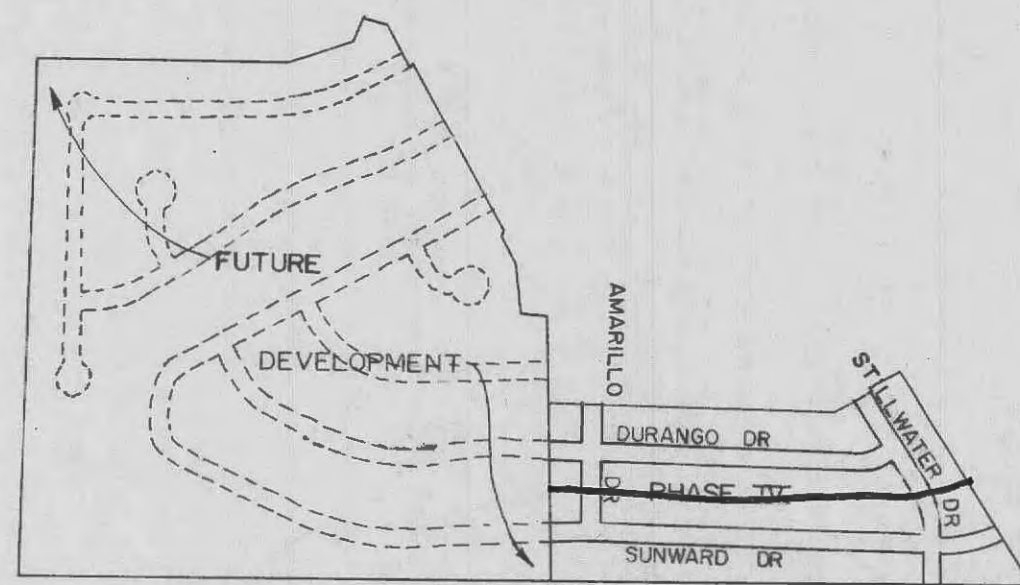 FUTURE
DEVELOPMENT
AMARILLO DR
STILLWATER DR
DURANGO DR
PHASE IV
SUNWARD DR